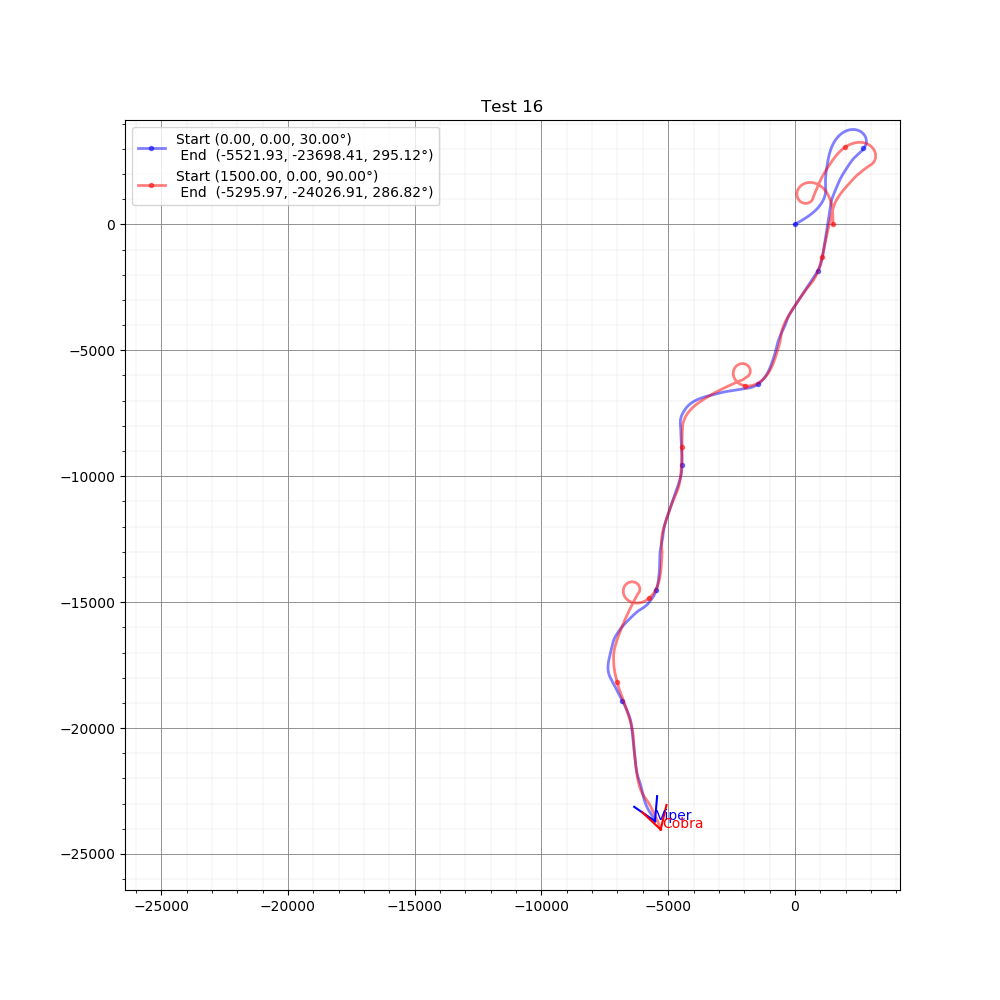 Test 16
Start (0.00, 0.00, 30.00°)
End (-5521.93, -23698.41, 295.12°)
Start (1500.00, 0.00, 90.00°)
End (-5295.97, -24026.91, 286.82°)
0
−5000
−10000
−15000
−20000
−25000
Viper
Cobra
−25000 −20000 −15000 −10000 −5000 0